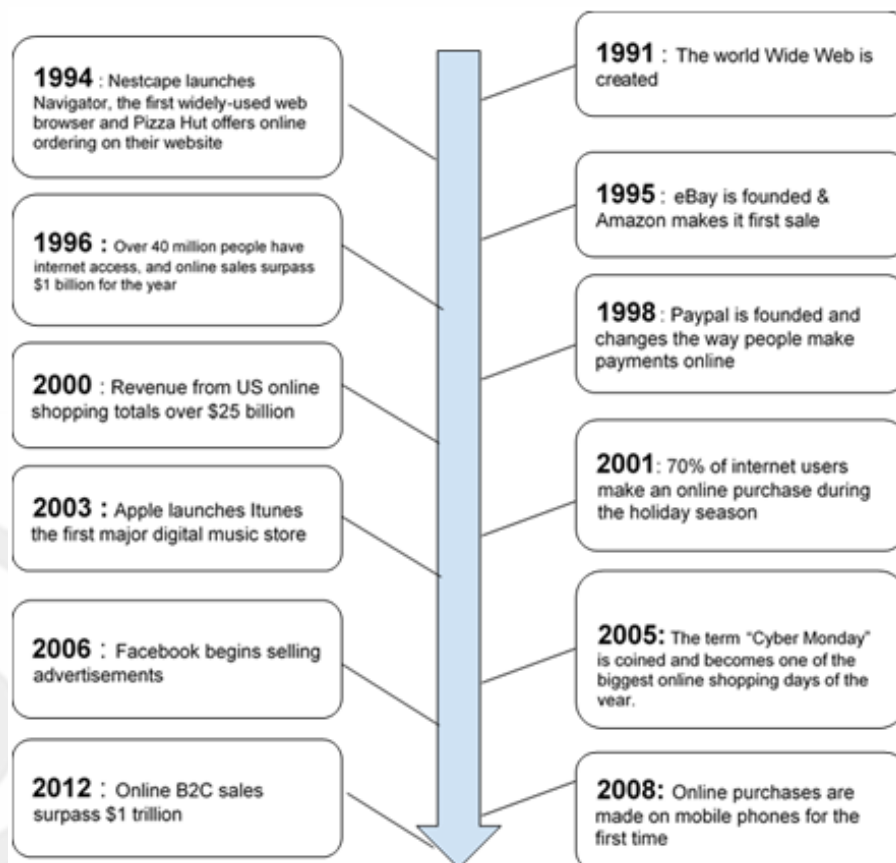 1994 : Nestcape launches
Navigator, the first widely-used web
browser and Pizza Hut offers online
ordering on their website
1996 : Over 40 million people have
internet access, and online sales surpass
$1 billion for the year
2000 : Revenue from US online
shopping totals over $25 billion
2003 : Apple launches Itunes
the first major digital music store
2006 : Facebook begins selling
advertisements
2012 : Online B2C sales
surpass $1 trillion
1991 : The world Wide Web is
created
1995 : eBay is founded &
Amazon makes it first sale
1998 : Paypal is founded and
changes the way people make
payments online
2001: 70% of internet users
make an online purchase during
the holiday season
2005: The term “Cyber Monday”
is coined and becomes one of the
biggest online shopping days of the
year.
2008: Online purchases are
made on mobile phones for the
first time